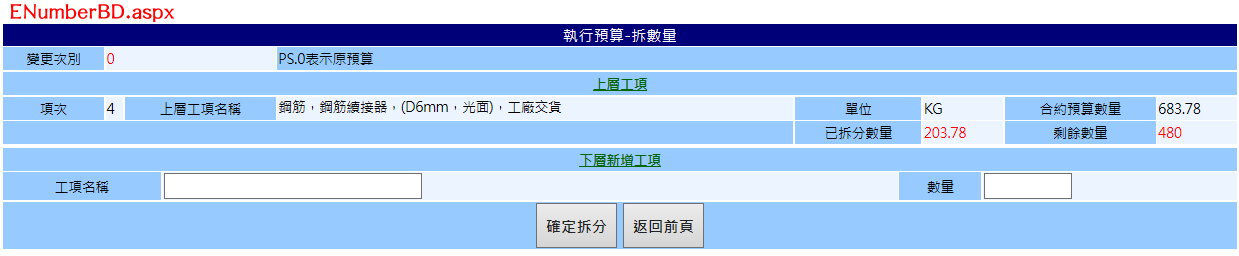 ENumberBD.aspx
執行預算-拆數量
變更次別 0 PS.0表示原預算
上層工項
項次 4 上層工項名稱 鋼筋，鋼筋續接器，(D6mm，光面)，工廠交貨 單位 KG 合約預算數量 683.78
已拆分數量 203.78 剩餘數量 480
下層新增工項
工項名稱 數量
確定拆分 返回前頁